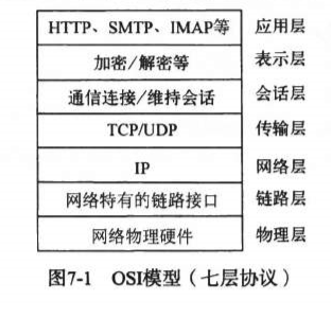 HTTP、SMTP、IMAP等 应用层
加密/解密等 表示层
通信连接/维持会话 会话层
TCP/UDP 传输层
IP 网络层
网络特有的链路接口 链路层
网络物理硬件 物理层
图7-1 OSI模型（七层协议）